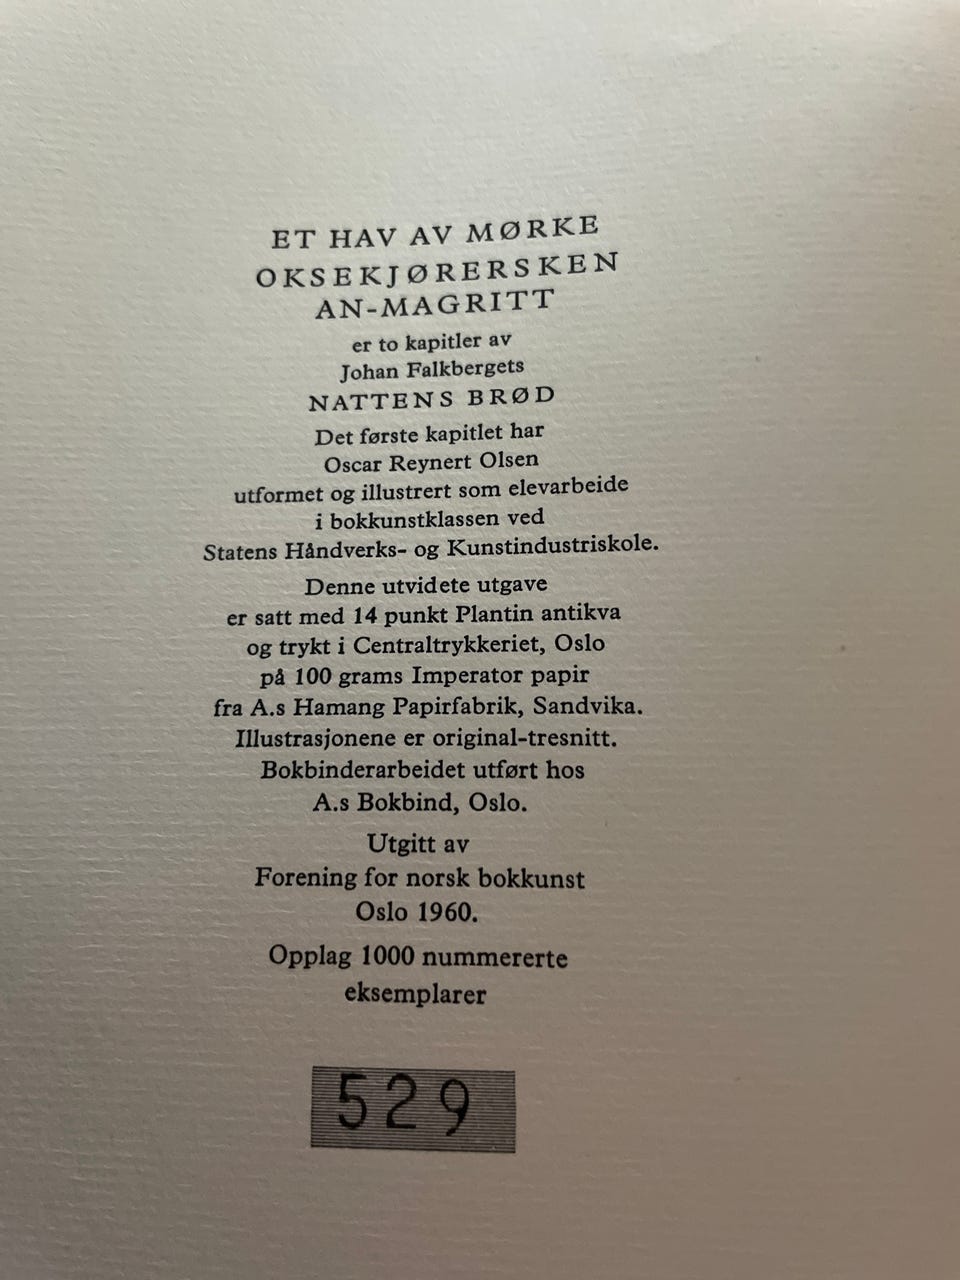 ET HAV AV MØRKE
OKSEKJØRERSKEN
AN-MAGRITT
er to kapitler av
Johan Falkbergets
NATTENS BRØD
Det første kapitlet har
Oscar Reynert Olsen
utformet og illustrert som elevarbeide
i bokkunstklassen ved
Statens Håndverks- og Kunstindustriskole.
Denne utvidete utgave
er satt med 14 punkt Plantin antikva
og trykt i Centraltrykkeriet, Oslo
på 100 grams Imperator papir
fra A.s Hamang Papirfabrik, Sandvika.
Illustrasjonene er original-tresnitt.
Bokbinderarbeidet utført hos
A.s Bokbind, Oslo.
Utgitt av
Forening for norsk bokkunst
Oslo 1960.
Opplag 1000 nummererte
eksemplarer
529